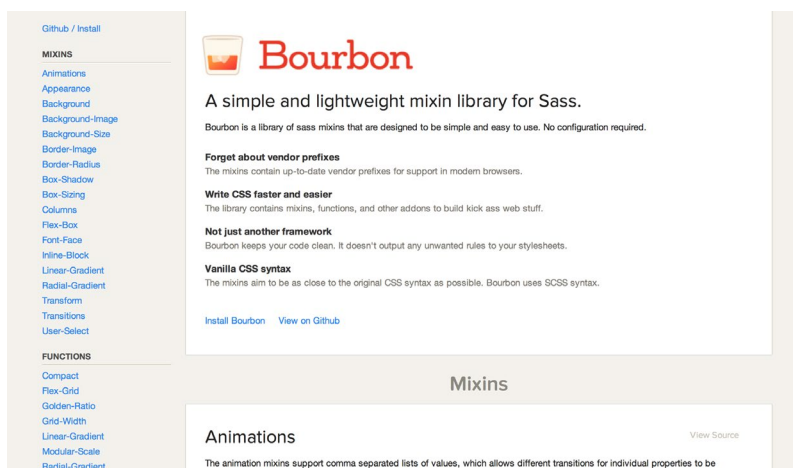 Github / Install
MIXINS
Animations
Appearance
Background
Background-Image
Background-Size
Border-Image
Border-Radius
Box-Shadow
Box-Sizing
Columns
Flex-Box
Font-Face
Inline-Block
Linear-Gradient
Radial-Gradient
Transform
Transitions
User-Select
FUNCTIONS
Compact
Flex-Grid
Golden-Ratio
Grid-Width
Linear-Gradient
Modular-Scale
Radial-Gradient
Bourbon
A simple and lightweight mixin library for Sass.
Bourbon is a library of sass mixins that are designed to be simple and easy to use. No configuration required.
Forget about vendor prefixes
The mixins contain up-to-date vendor prefixes for support in modern browsers.
Write CSS faster and easier
The library contains mixins, functions, and other addons to build kick ass web stuff.
Not just another framework
Bourbon keeps your code clean. It doesn't output any unwanted rules to your stylesheets.
Vanilla CSS syntax
The mixins aim to be as close to the original CSS syntax as possible. Bourbon uses SCSS syntax.
Install Bourbon View on Github
Mixins
Animations View Source
The animation mixins support comma separated lists of values, which allows different transitions for individual properties to be